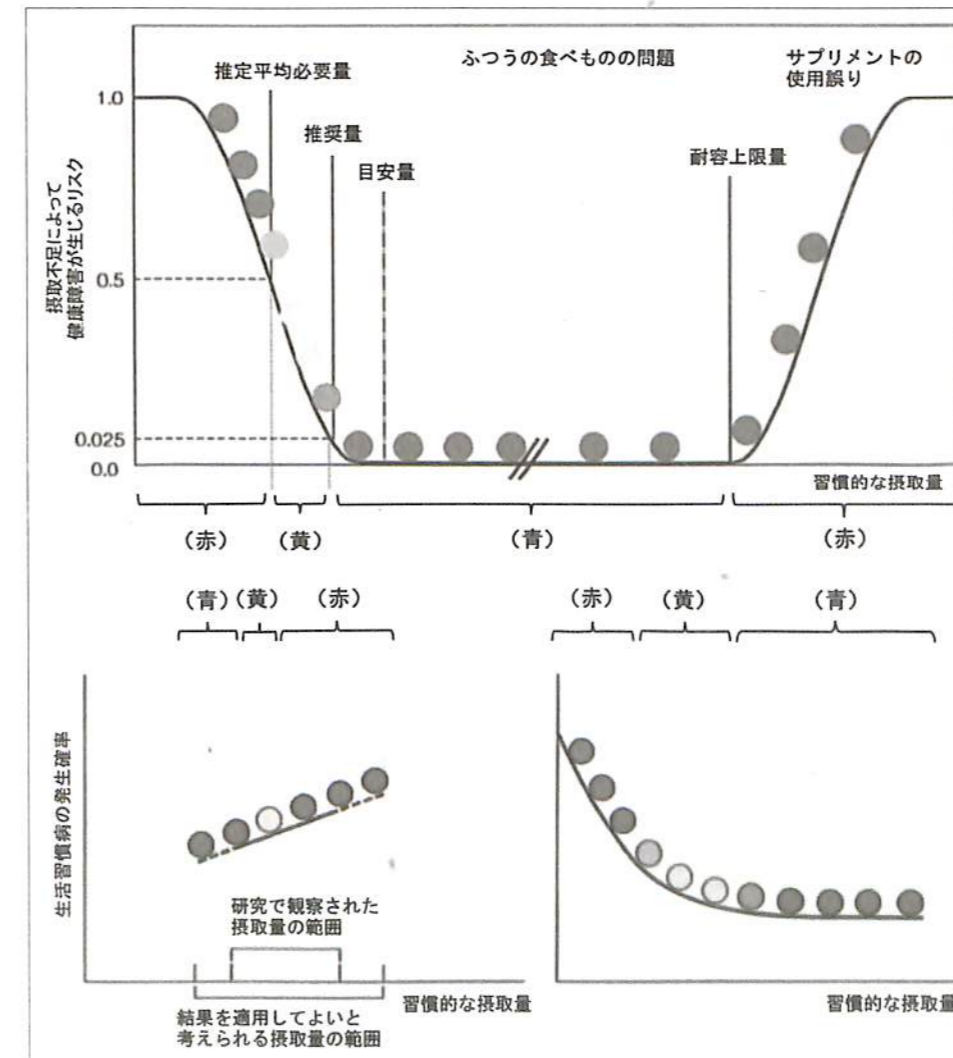 ふつうの食べものの問題
サプリメントの
使用誤り
推定平均必要量
推奨量
目安量
耐容上限量
摂取不足によって
健康障害が生じるリスク
1.0
0.5
0.025
0.0
習慣的な摂取量
(赤)
(黄)
(青)
(赤)
(青)
(黄)
(赤)
生活習慣病の発生確率
研究で観察された
摂取量の範囲
習慣的な摂取量
結果を適用してよいと
考えられる摂取量の範囲
(赤)
(黄)
(青)
習慣的な摂取量